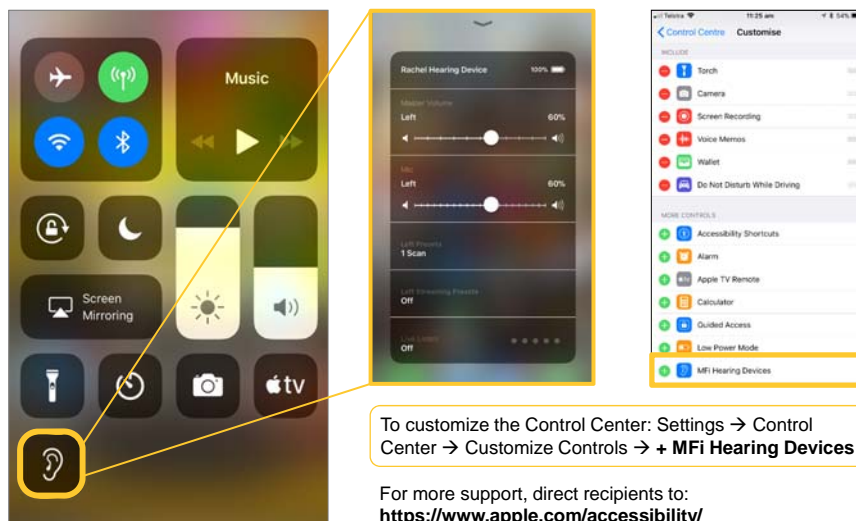 Music
Screen
Mirroring
tv
Rachel Hearing Device 100%
Master Volume
Left 60%
Mic
Left 60%
Left Presets
1 Scan
Left Streaming Presets
Off
Live Listen
Off
Telstra 11:25 am 54%
Control Centre Customise
INCLUDE
Torch
Camera
Screen Recording
Voice Memos
Wallet
Do Not Disturb While Driving
MORE CONTROLS
Accessibility Shortcuts
Alarm
Apple TV Remote
Calculator
Guided Access
Low Power Mode
MFi Hearing Devices
To customize the Control Center: Settings → Control
Center → Customize Controls → + MFi Hearing Devices
For more support, direct recipients to:
https://www.apple.com/accessibility/